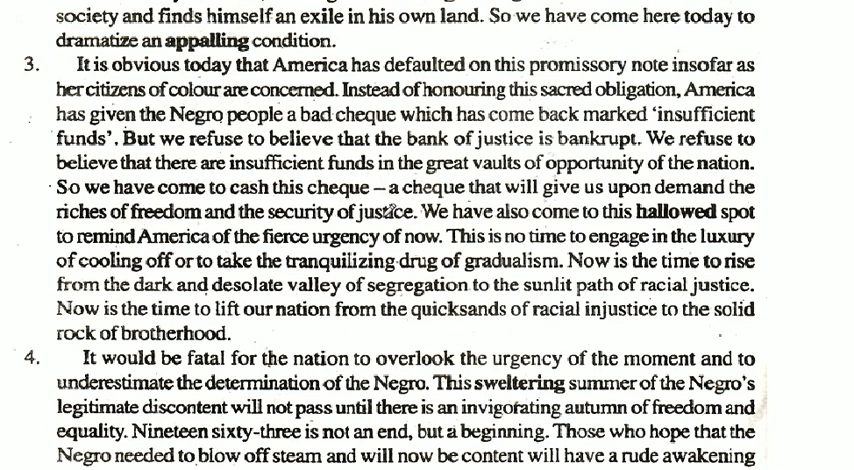 society and finds himself an exile in his own land. So we have come here today to
dramatize an appalling condition.
3. It is obvious today that America has defaulted on this promissory note insofar as
her citizens of colour are concerned. Instead of honouring this sacred obligation, America
has given the Negro people a bad cheque which has come back marked ‘insufficient
funds’. But we refuse to believe that the bank of justice is bankrupt. We refuse to
believe that there are insufficient funds in the great vaults of opportunity of the nation.
So we have come to cash this cheque – a cheque that will give us upon demand the
riches of freedom and the security of justice. We have also come to this hallowed spot
to remind America of the fierce urgency of now. This is no time to engage in the luxury
of cooling off or to take the tranquilizing drug of gradualism. Now is the time to rise
from the dark and desolate valley of segregation to the sunlit path of racial justice.
Now is the time to lift our nation from the quicksands of racial injustice to the solid
rock of brotherhood.
4. It would be fatal for the nation to overlook the urgency of the moment and to
underestimate the determination of the Negro. This sweltering summer of the Negro’s
legitimate discontent will not pass until there is an invigorating autumn of freedom and
equality. Nineteen sixty-three is not an end, but a beginning. Those who hope that the
Negro needed to blow off steam and will now be content will have a rude awakening